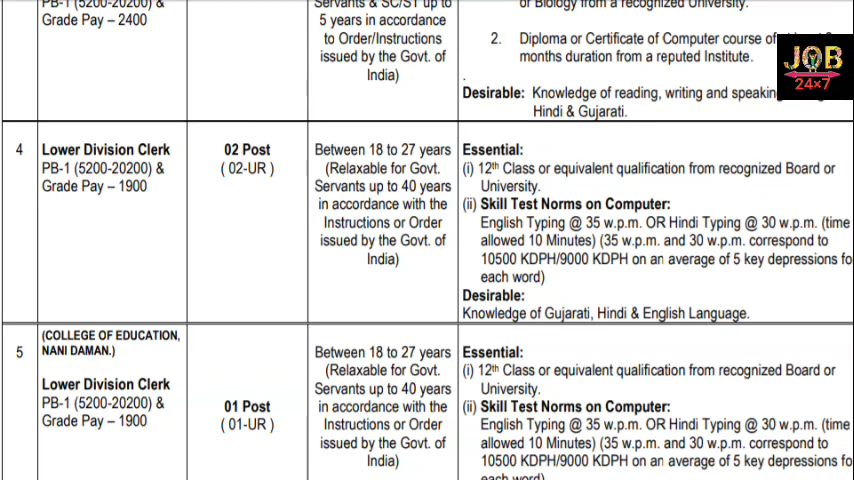 PB-1 (5200-20200) &
Grade Pay – 2400
Servants & SC/ST up to
5 years in accordance
to Order/Instructions
issued by the Govt. of
India)
or Biology from a recognized University.
2. Diploma or Certificate of Computer course of
months duration from a reputed Institute.
.
Desirable: Knowledge of reading, writing and speaking
Hindi & Gujarati.
JOB
24×7
4
Lower Division Clerk
PB-1 (5200-20200) &
Grade Pay – 1900
02 Post
( 02-UR )
Between 18 to 27 years
(Relaxable for Govt.
Servants up to 40 years
in accordance with the
Instructions or Order
issued by the Govt. of
India)
Essential:
(i) 12th Class or equivalent qualification from recognized Board or
University.
(ii) Skill Test Norms on Computer:
English Typing @ 35 w.p.m. OR Hindi Typing @ 30 w.p.m. (time
allowed 10 Minutes) (35 w.p.m. and 30 w.p.m. correspond to
10500 KDPH/9000 KDPH on an average of 5 key depressions fo
each word)
Desirable:
Knowledge of Gujarati, Hindi & English Language.
5
(COLLEGE OF EDUCATION,
NANI DAMAN.)
Lower Division Clerk
PB-1 (5200-20200) &
Grade Pay – 1900
01 Post
( 01-UR )
Between 18 to 27 years
(Relaxable for Govt.
Servants up to 40 years
in accordance with the
Instructions or Order
issued by the Govt. of
India)
Essential:
(i) 12th Class or equivalent qualification from recognized Board or
University.
(ii) Skill Test Norms on Computer:
English Typing @ 35 w.p.m. OR Hindi Typing @ 30 w.p.m. (time
allowed 10 Minutes) (35 w.p.m. and 30 w.p.m. correspond to
10500 KDPH/9000 KDPH on an average of 5 key depressions fo
each word)